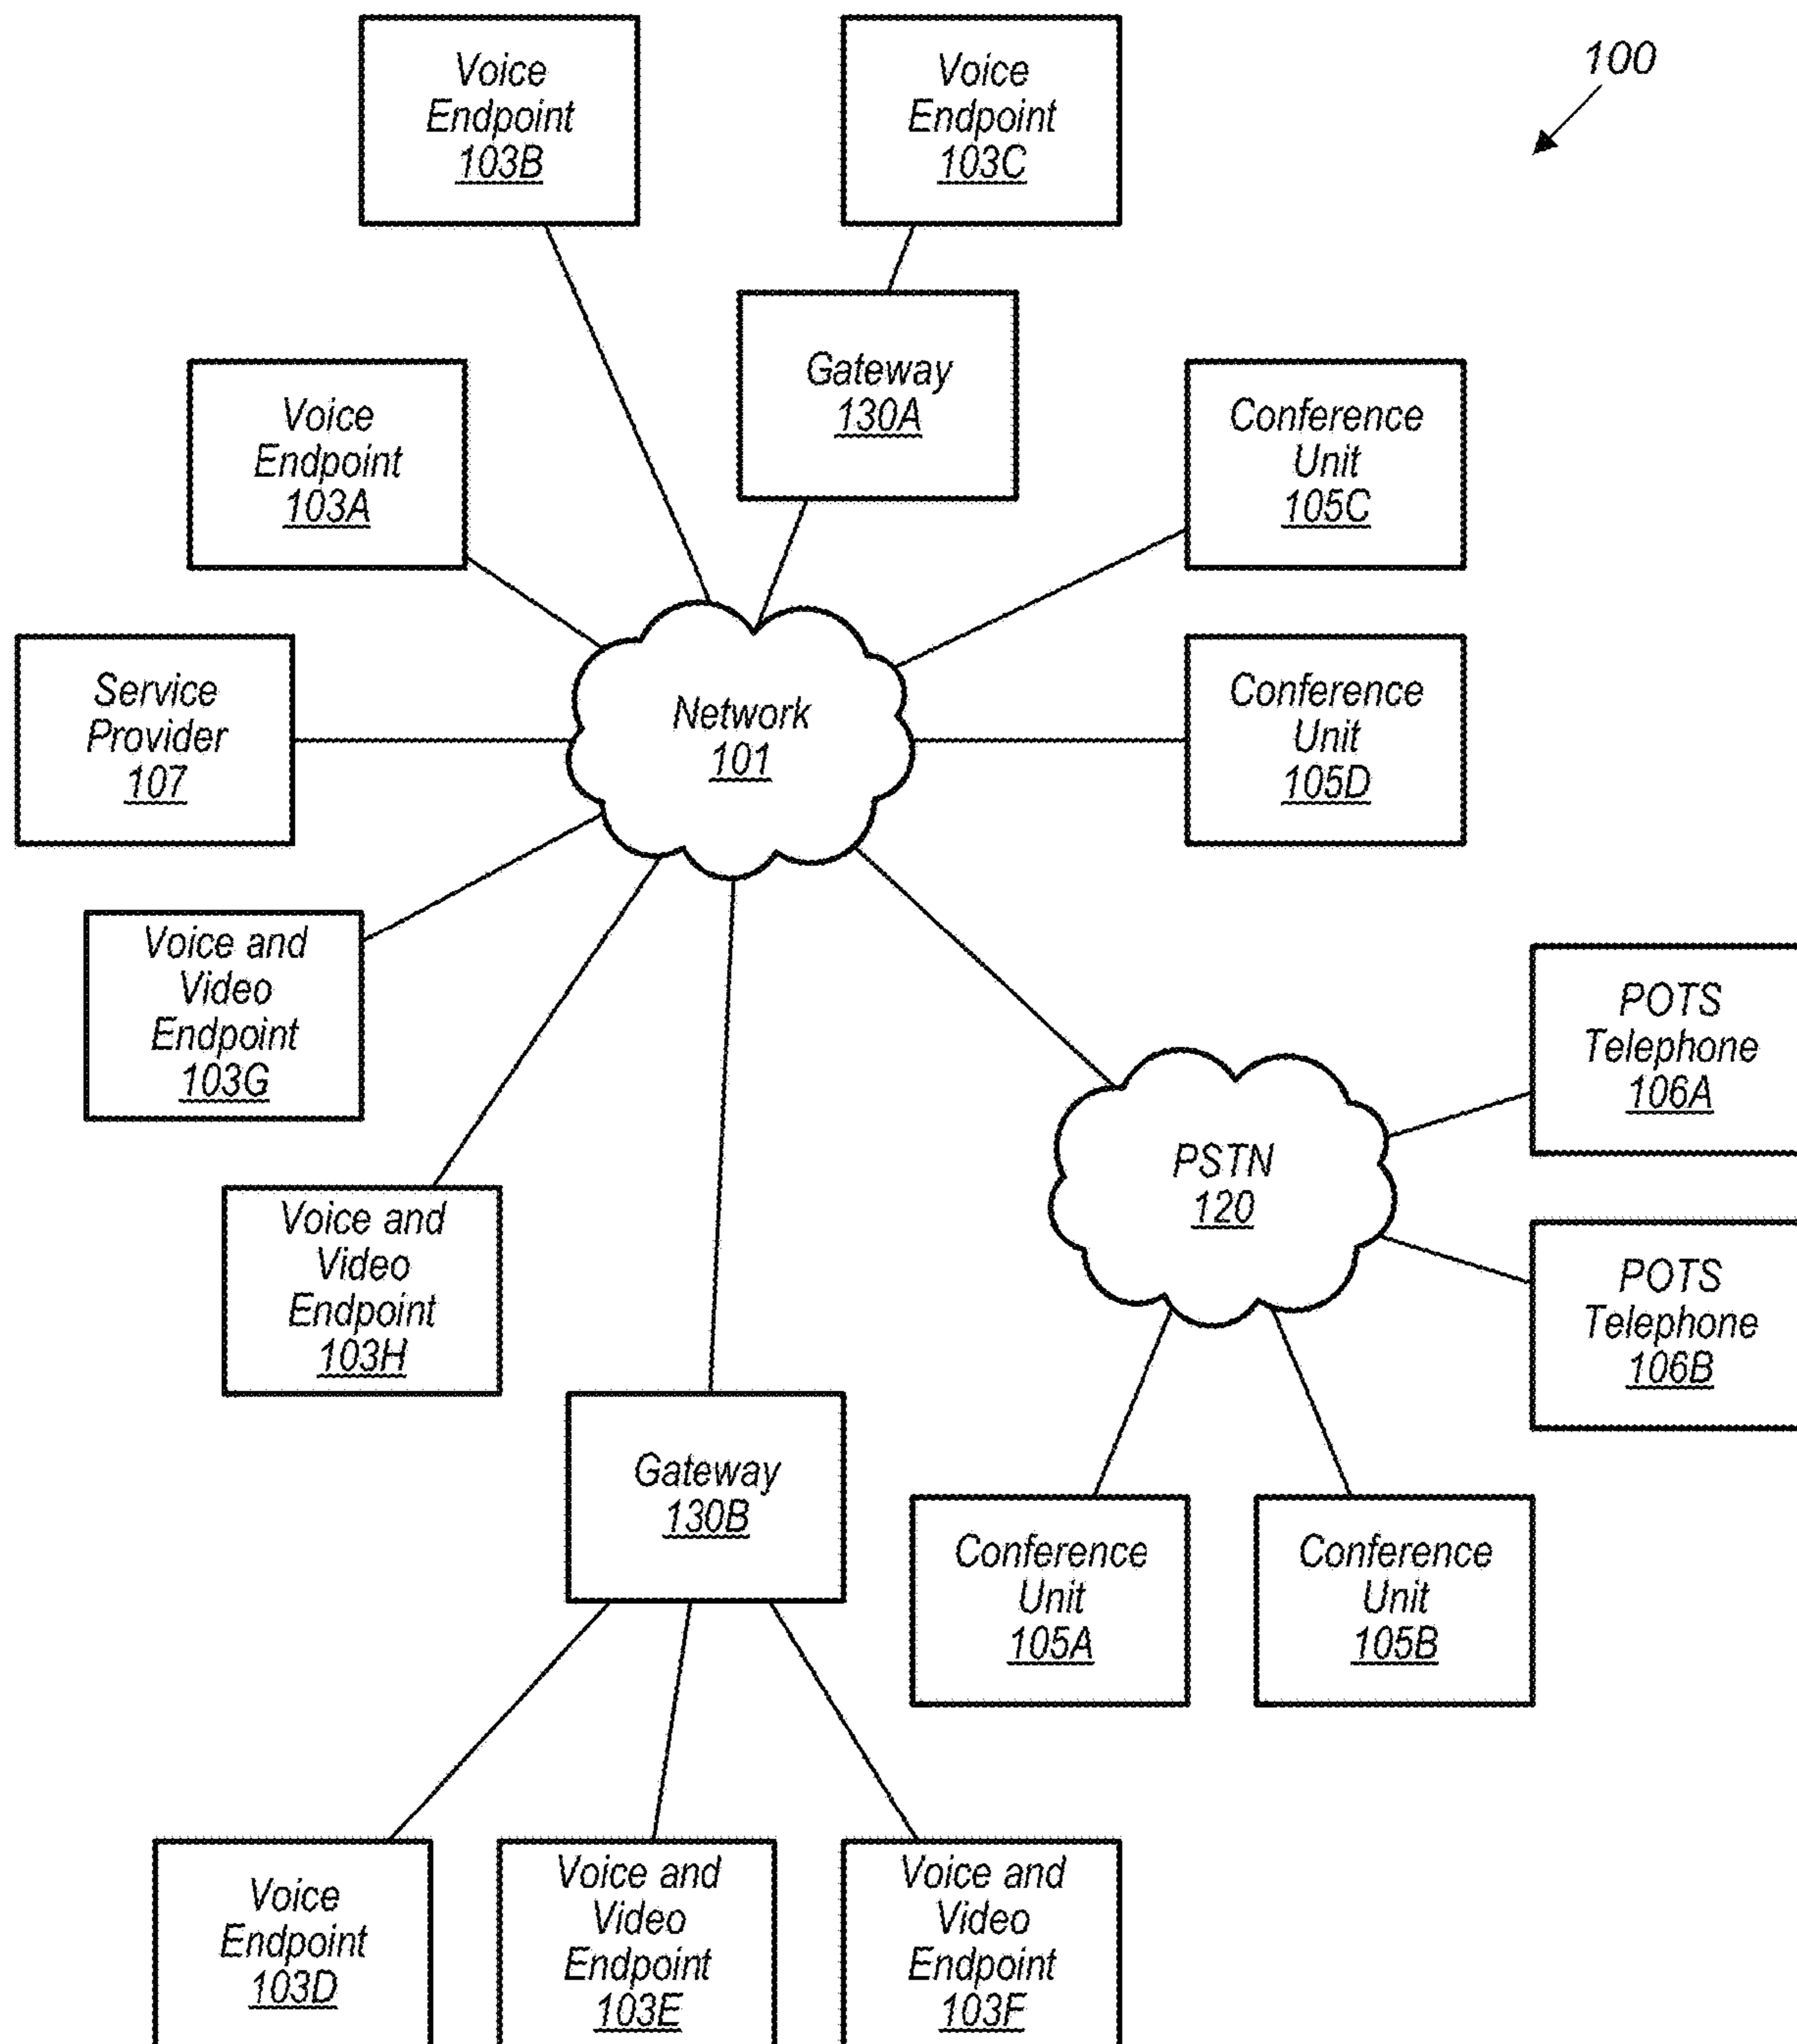 Voice
Endpoint
103B
Voice
Endpoint
103C
100
Gateway
130A
Voice
Endpoint
103A
Conference
Unit
105C
Service
Provider
107
Network
101
Conference
Unit
105D
Voice and
Video
Endpoint
103G
POTS
Telephone
106A
PSTN
120
Voice and
Video
Endpoint
103H
POTS
Telephone
106B
Gateway
130B
Conference
Unit
105A
Conference
Unit
105B
Voice
Endpoint
103D
Voice and
Video
Endpoint
103E
Voice and
Video
Endpoint
103F